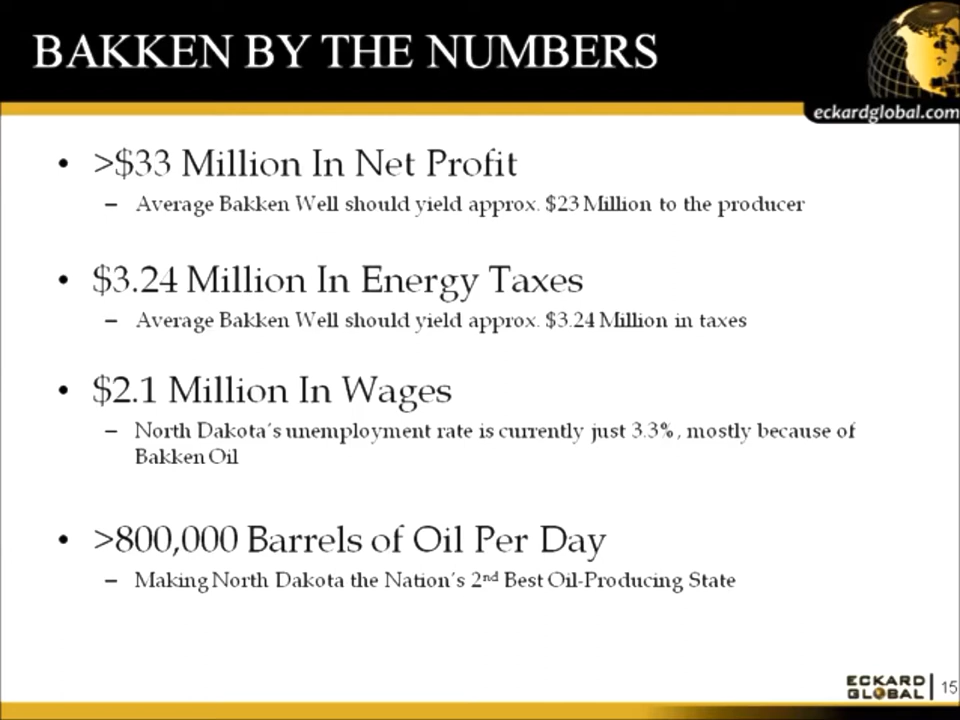 BAKKEN BY THE NUMBERS
eckardglobal.com
• >$33 Million In Net Profit
– Average Bakken Well should yield approx. $23 Million to the producer
• $3.24 Million In Energy Taxes
– Average Bakken Well should yield approx. $3.24 Million in taxes
• $2.1 Million In Wages
– North Dakota's unemployment rate is currently just 3.3%, mostly because of
Bakken Oil
• >800,000 Barrels of Oil Per Day
– Making North Dakota the Nation's 2nd Best Oil-Producing State
ECKARD
GLOBAL
15